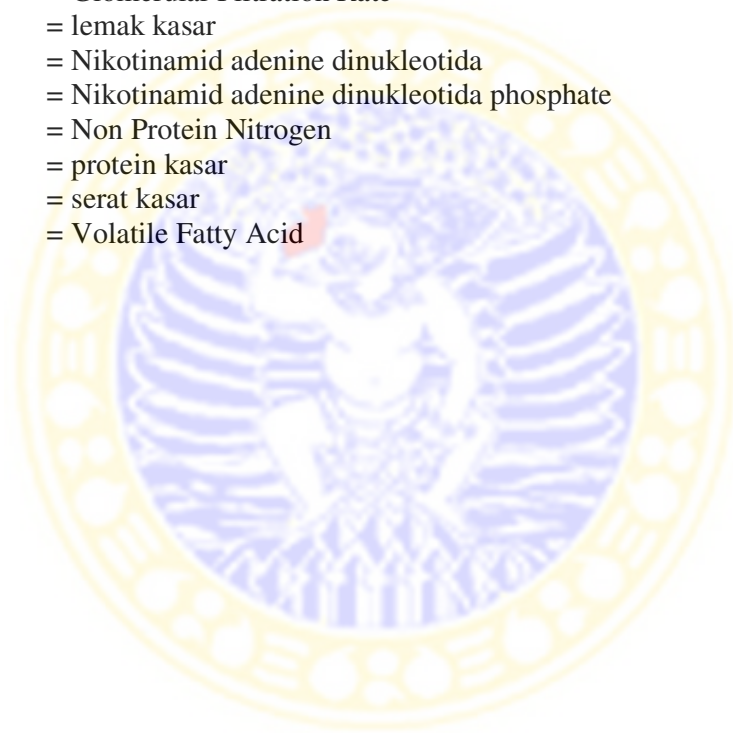 = lemak kasar
= Nikotinamid adenine dinukleotida
= Nikotinamid adenine dinukleotida phosphate
= Non Protein Nitrogen
= protein kasar
= serat kasar
= Volatile Fatty Acid